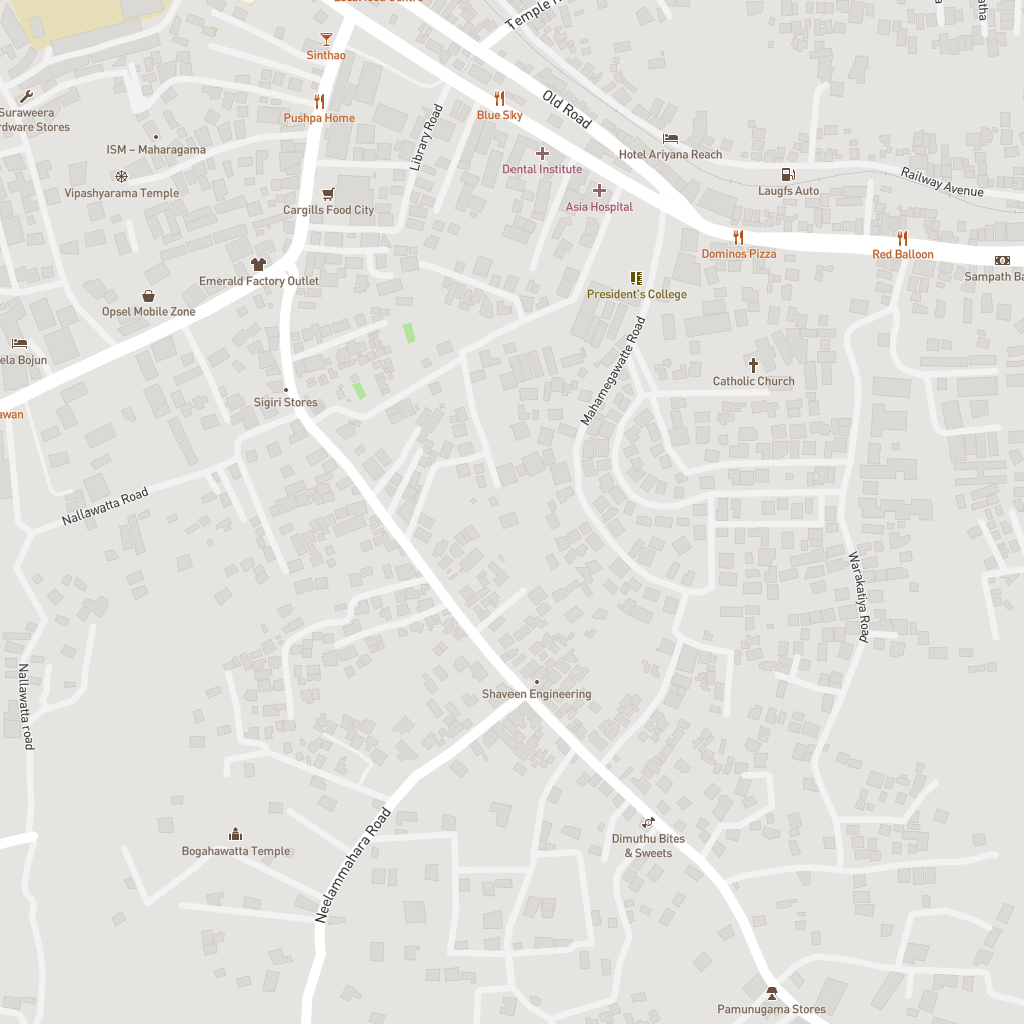 Temple R
Sinthao
Old Road
Suraweera
rdware Stores
Pushpa Home
Blue Sky
Library Road
ISM – Maharagama
Hotel Ariyana Reach
Dental Institute
Vipashyarama Temple
Laugfs Auto
Railway Avenue
Cargills Food City
Asia Hospital
Dominos Pizza
Red Balloon
Sampath Ba
Emerald Factory Outlet
President's College
Opsel Mobile Zone
ela Bojun
Mahamegawatte Road
Catholic Church
Sigiri Stores
awan
Nallawatta Road
Warakatiya Road
Nallawatta road
Shaveen Engineering
Neelammahara Road
Dimuthu Bites
& Sweets
Bogahawatta Temple
Pamunugama Stores